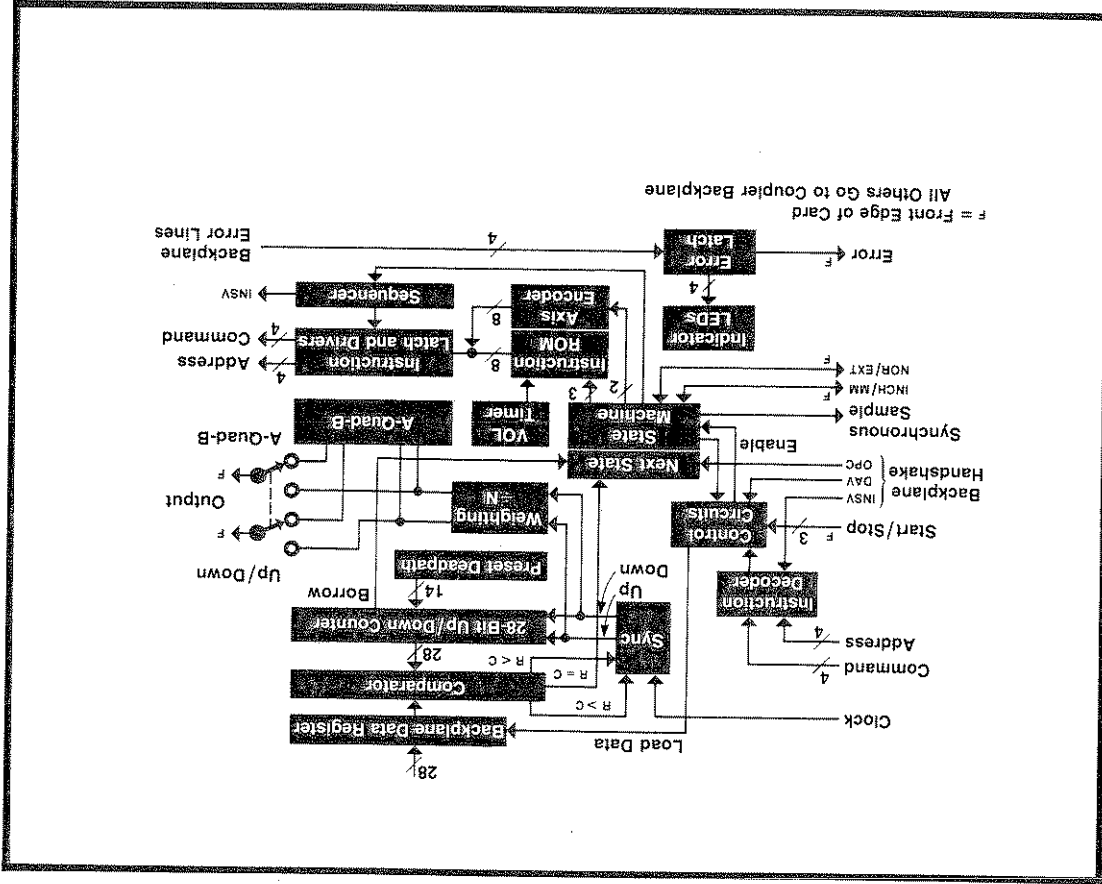 28
Load Data
Backplane Data Register
Clock
R > C
Comparator
R = C
R < C
Command
4
Address
4
Sync
28
28-Bit Up/Down Counter
Up
Down
Borrow
14
Preset Deadpath
Instruction
Decoder
Up/Down
Start/Stop
3
F
Control
Circuits
Weighting
÷ N
F
Output
F
A-Quad-B
Backplane
Handshake
INSV
DAV
OPC
Enable
Next State
State
Machine
VOL
Timer
A-Quad-B
Synchronous
Sample
INCH/MM
F
NOR/EXT
F
2
3
Instruction
ROM
8
Instruction
Latch and Drivers
4
Address
4
Command
Indicator
LEDs
4
Axis
Encoder
8
Sequencer
INSV
Error
F
Error
Latch
4
Backplane
Error Lines
F = Front Edge of Card
All Others Go to Coupler Backplane